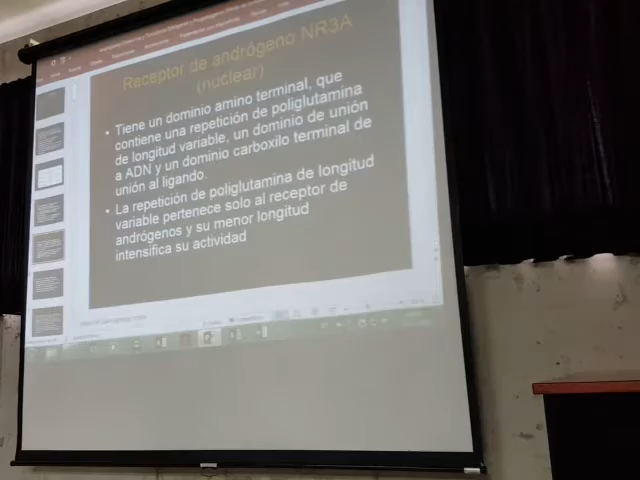 Receptor de andrógeno NR3A
(nuclear)
• Tiene un dominio amino terminal, que
contiene una repetición de poliglutamina
de longitud variable, un dominio de unión
a ADN y un dominio carboxilo terminal de
unión al ligando.
• La repetición de poliglutamina de longitud
variable pertenece solo al receptor de
andrógenos y su menor longitud
intensifica su actividad